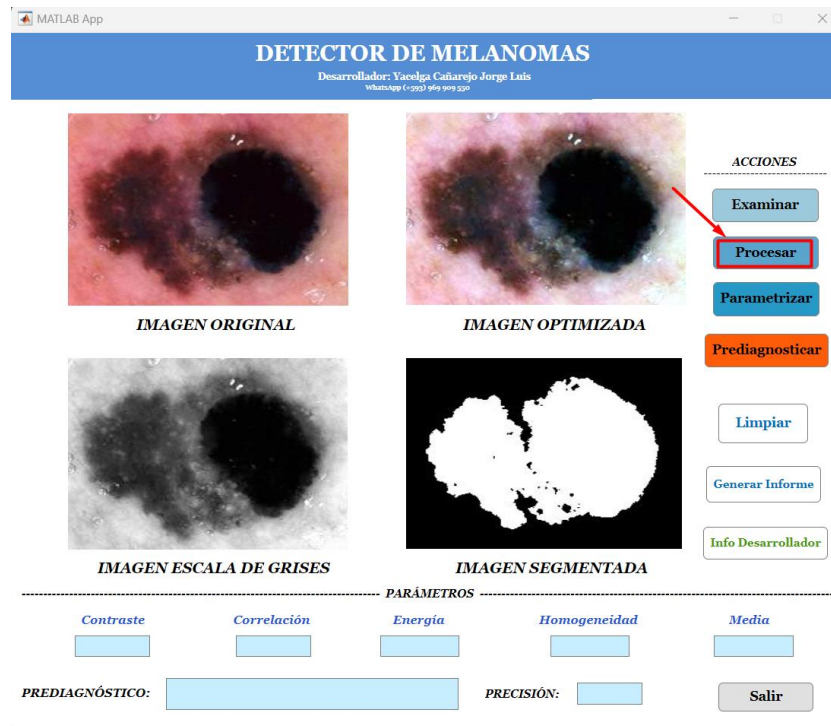 MATLAB App
DETECTOR DE MELANOMAS
Desarrollador: Yacelga Cañarejo Jorge Luis
WhatsApp (+593) 969 909 550
IMAGEN ORIGINAL
IMAGEN OPTIMIZADA
IMAGEN ESCALA DE GRISES
IMAGEN SEGMENTADA
ACCIONES
Examinar
Procesar
Parametrizar
Prediagnosticar
Limpiar
Generar Informe
Info Desarrollador
PARÁMETROS
Contraste
Correlación
Energía
Homogeneidad
Media
PREDIAGNÓSTICO:
PRECISIÓN:
Salir